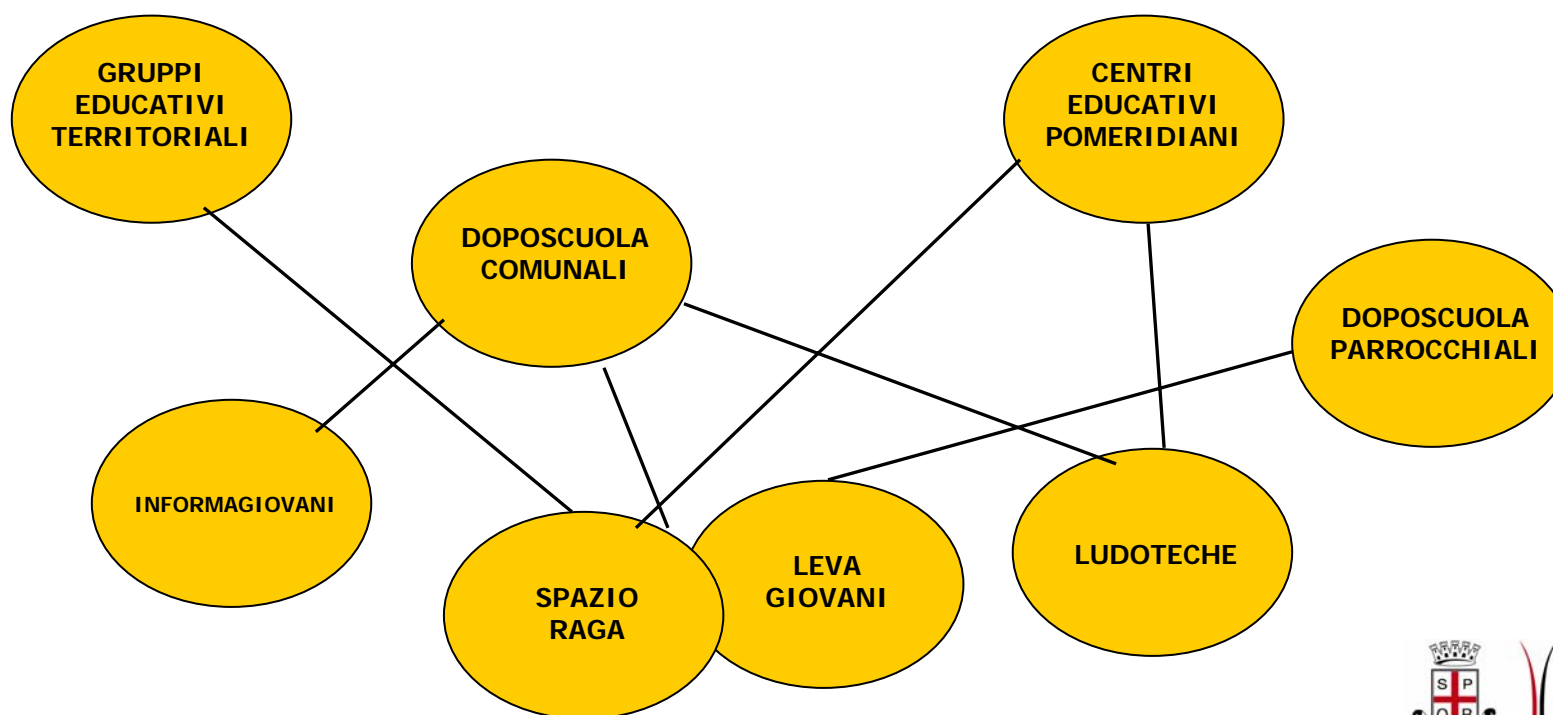 GRUPPI
EDUCATIVI
TERRITORIALI
CENTRI
EDUCATIVI
POMERIDIANI
DOPOSCUOLA
COMUNALI
DOPOSCUOLA
PARROCCHIALI
INFORMAGIOVANI
SPAZIO
RAGA
LEVA
GIOVANI
LUDOTECHE
S P
Q R